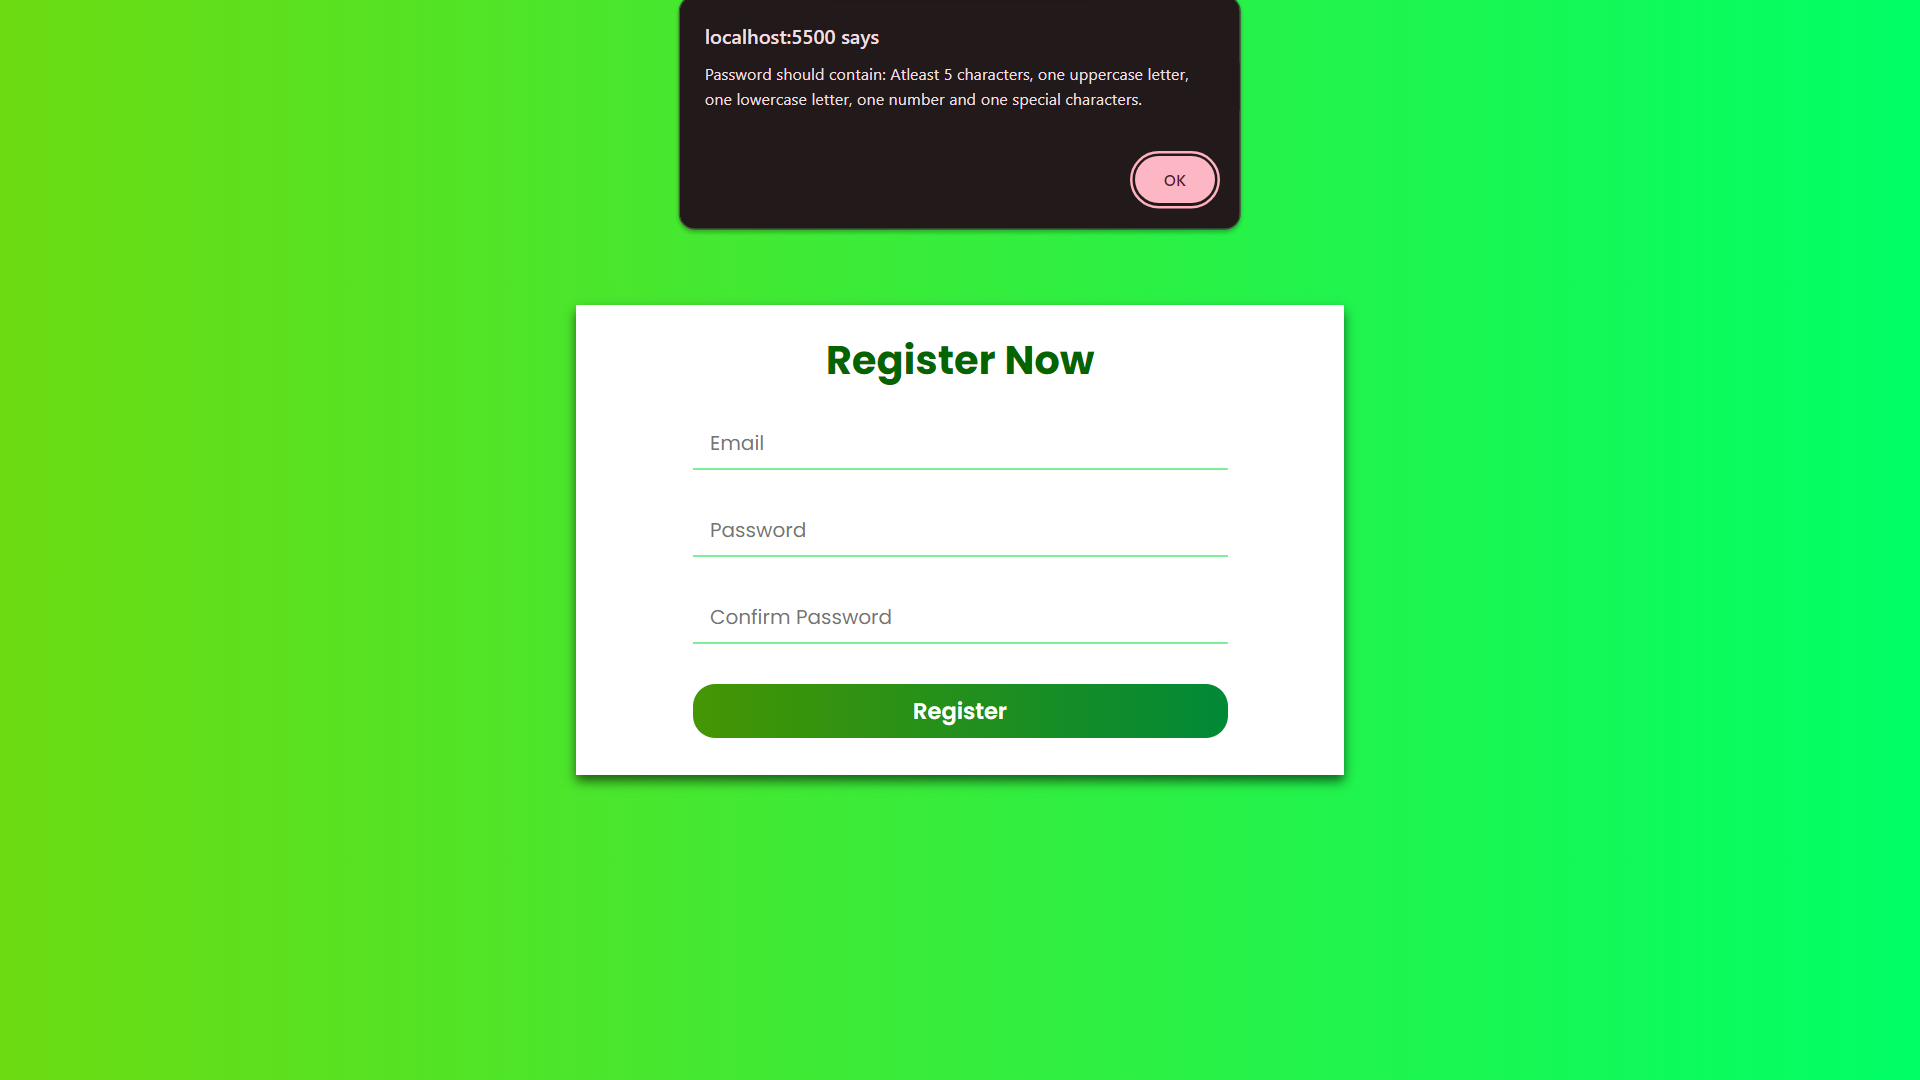 localhost:5500 says
Password should contain: Atleast 5 characters, one uppercase letter,
one lowercase letter, one number and one special characters.
OK
Register Now
Email
Password
Confirm Password
Register